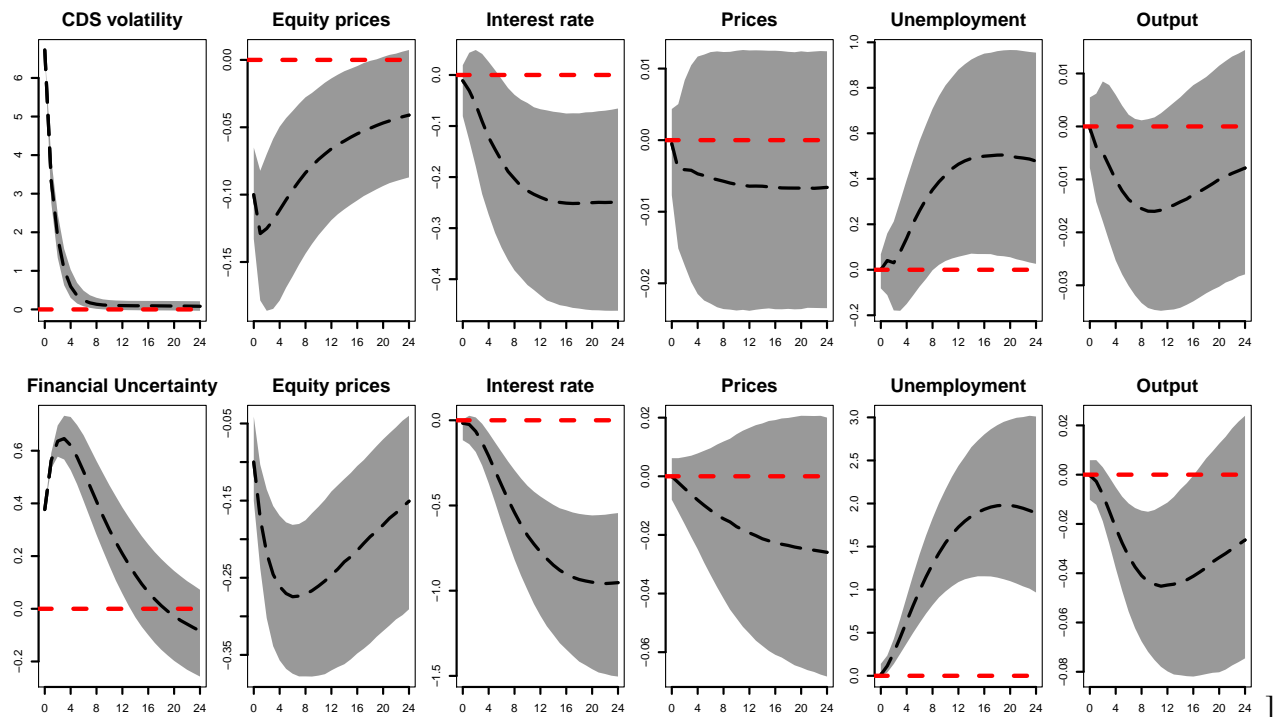 CDS volatility Equity prices Interest rate Prices Unemployment Output
6 5 4 3 2 1 0
0.00 −0.05 −0.10 −0.15
0.0 −0.1 −0.2 −0.3 −0.4
0.01 0.00 −0.01 −0.02
1.0 0.8 0.6 0.4 0.2 0.0 −0.2
0.01 0.00 −0.01 −0.02 −0.03
0 4 8 12 16 20 24 0 4 8 12 16 20 24 0 4 8 12 16 20 24 0 4 8 12 16 20 24 0 4 8 12 16 20 24 0 4 8 12 16 20 24
Financial Uncertainty Equity prices Interest rate Prices Unemployment Output
0.6 0.4 0.2 0.0 −0.2
−0.05 −0.15 −0.25 −0.35
0.0 −0.5 −1.0 −1.5
0.02 0.00 −0.02 −0.04 −0.06
3.0 2.5 2.0 1.5 1.0 0.5 0.0
0.02 0.00 −0.02 −0.04 −0.06 −0.08
0 4 8 12 16 20 24 0 4 8 12 16 20 24 0 4 8 12 16 20 24 0 4 8 12 16 20 24 0 4 8 12 16 20 24 0 4 8 12 16 20 24
]